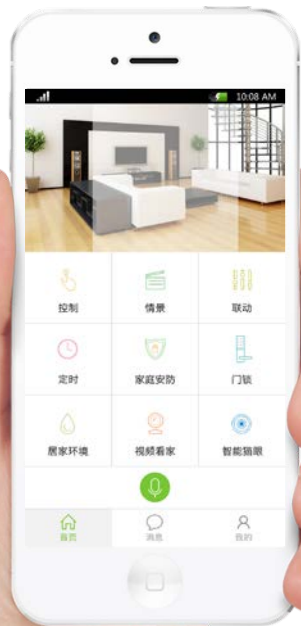 10:08 AM
控制 情景 联动
定时 家庭安防 门锁
居家环境 视频看家 智能猫眼
首页 消息 我的